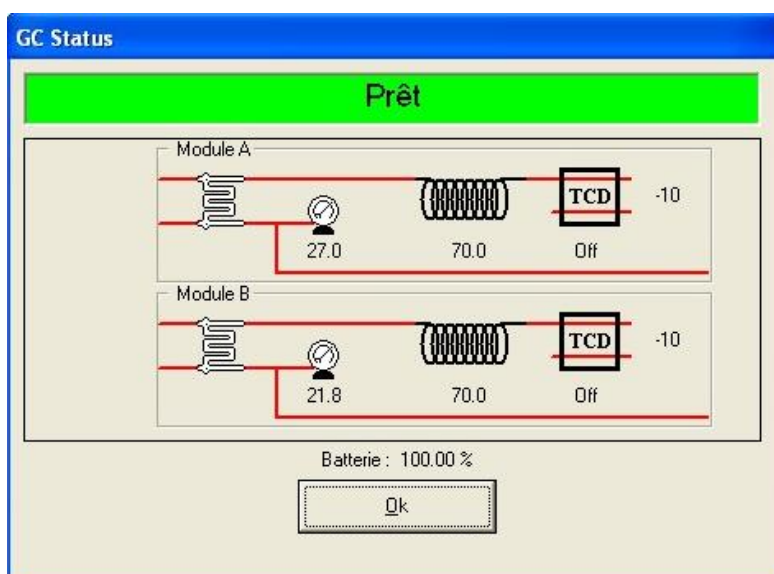 GC Status
Prêt
Module A
TCD -10
27.0 70.0 Off
Module B
TCD -10
21.8 70.0 Off
Batterie : 100.00 %
Ok